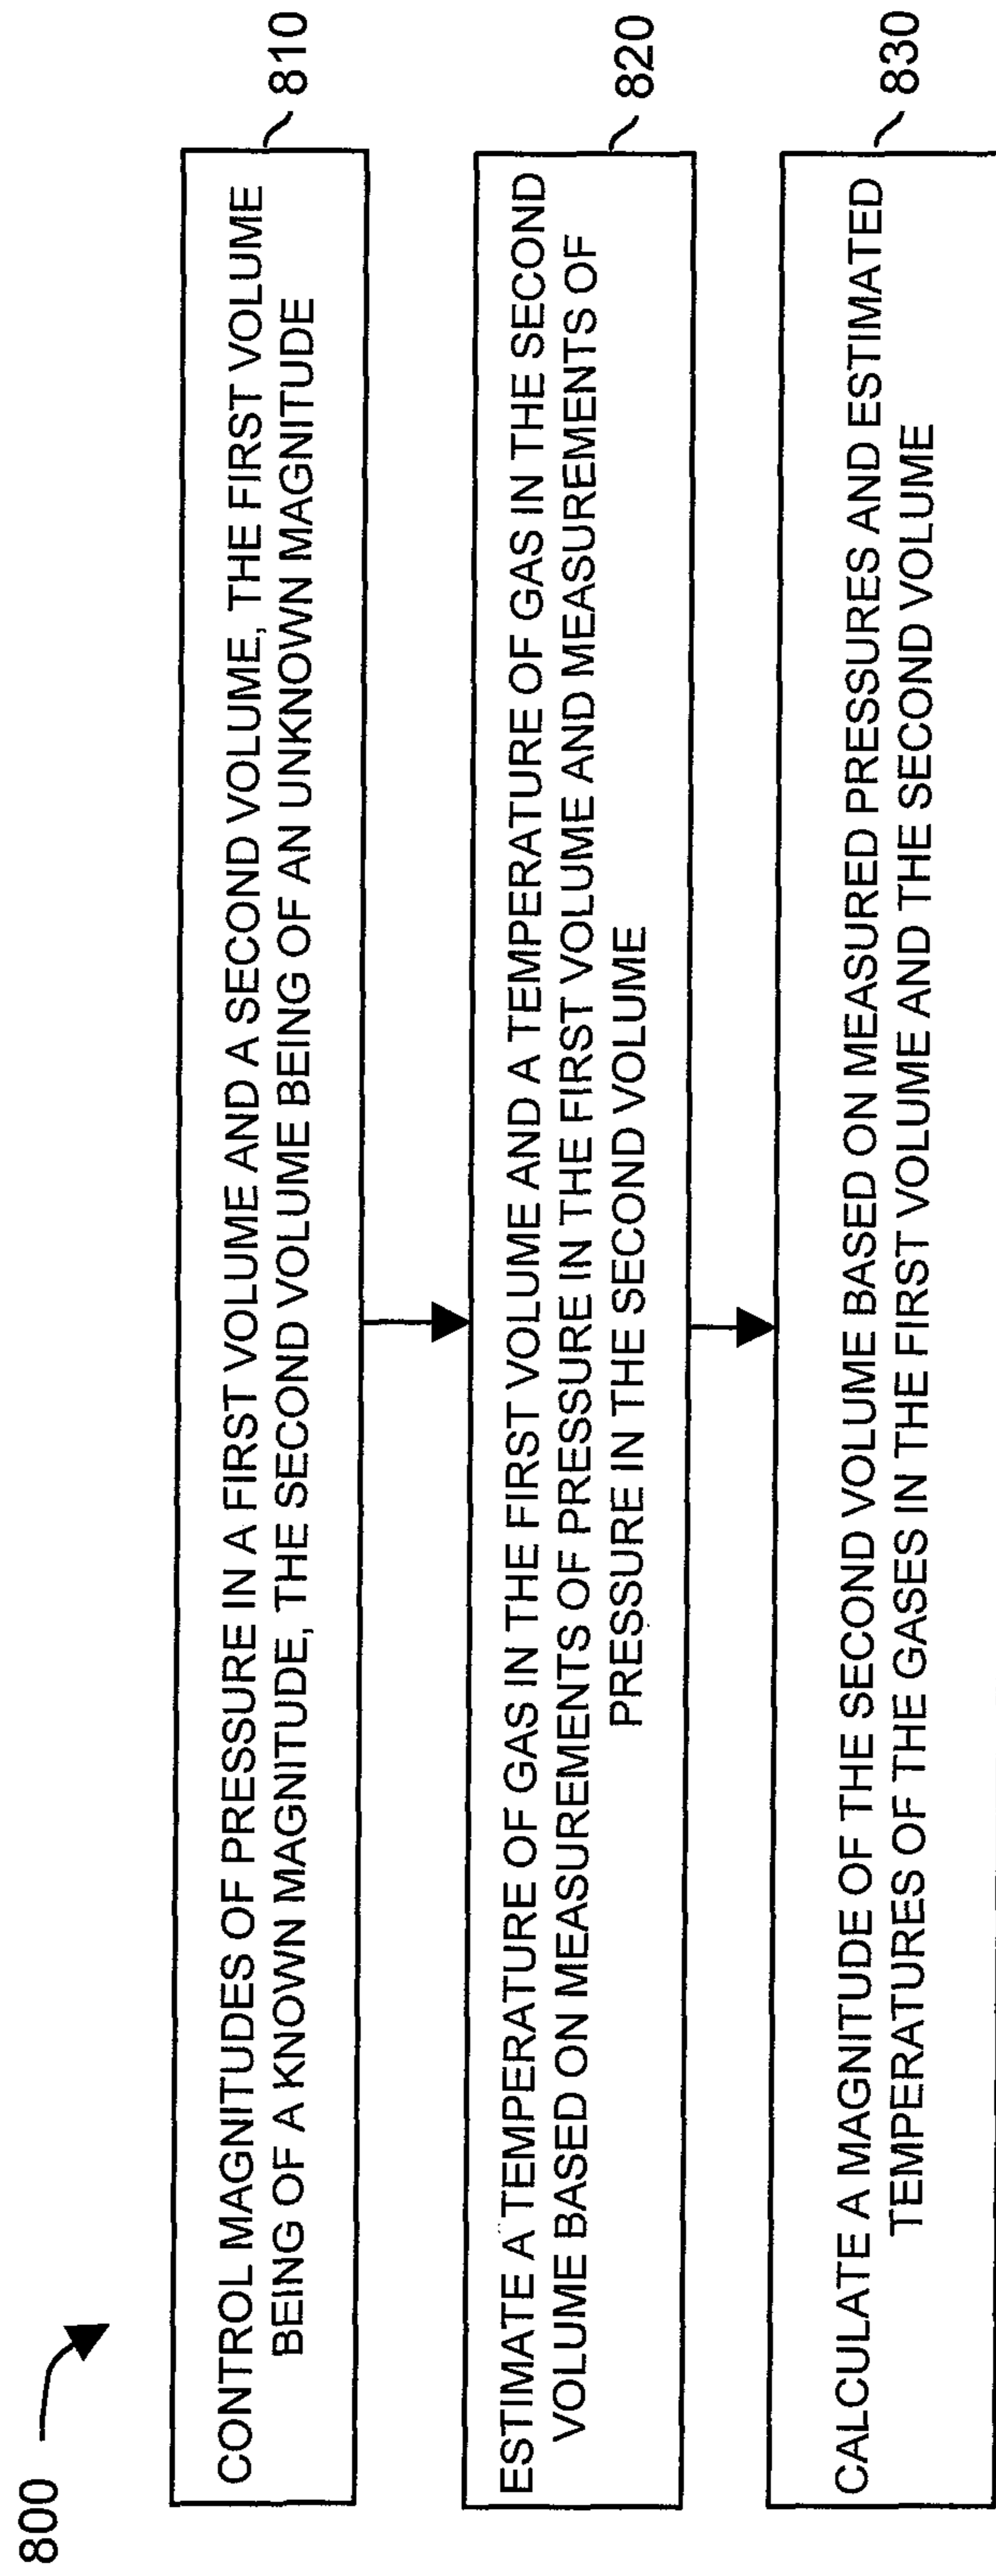 800
CONTROL MAGNITUDES OF PRESSURE IN A FIRST VOLUME AND A SECOND VOLUME, THE FIRST VOLUME
BEING OF A KNOWN MAGNITUDE, THE SECOND VOLUME BEING OF AN UNKNOWN MAGNITUDE
810
ESTIMATE A TEMPERATURE OF GAS IN THE FIRST VOLUME AND A TEMPERATURE OF GAS IN THE SECOND
VOLUME BASED ON MEASUREMENTS OF PRESSURE IN THE FIRST VOLUME AND MEASUREMENTS OF
PRESSURE IN THE SECOND VOLUME
820
CALCULATE A MAGNITUDE OF THE SECOND VOLUME BASED ON MEASURED PRESSURES AND ESTIMATED
TEMPERATURES OF THE GASES IN THE FIRST VOLUME AND THE SECOND VOLUME
830